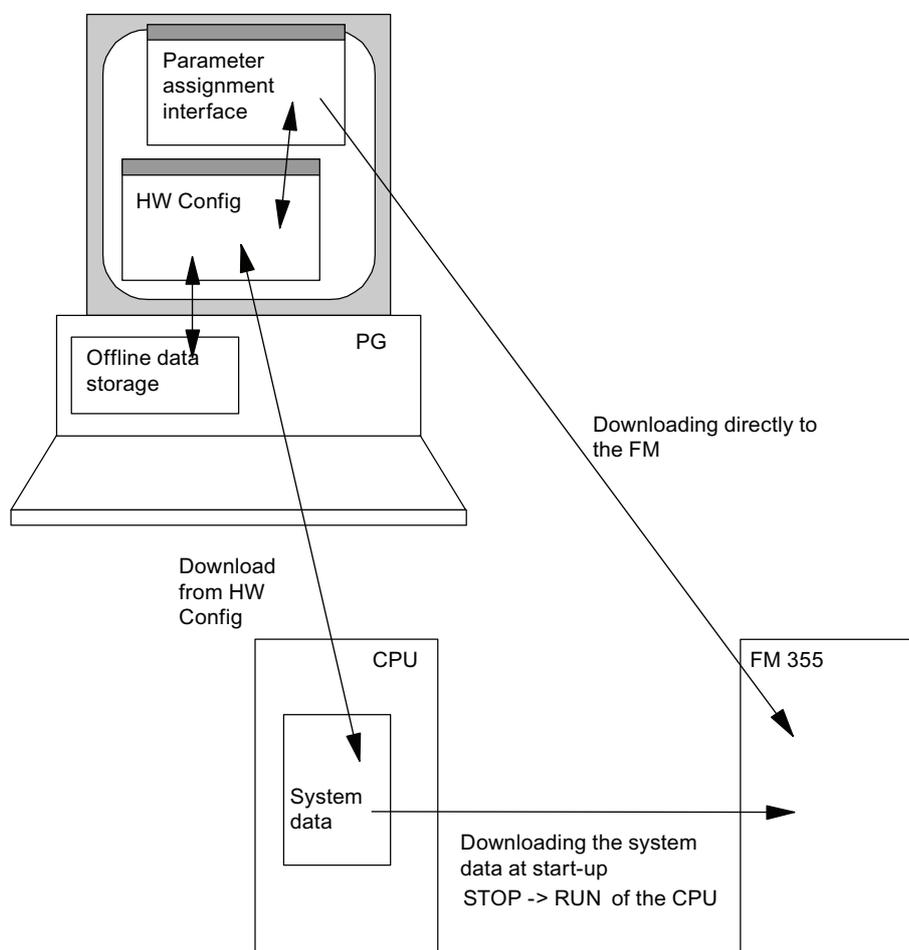 Parameter
assignment
interface
HW Config
PG
Offline data
storage
Downloading directly to
the FM
Download
from HW
Config
CPU
FM 355
System
data
Downloading the system
data at start-up
STOP -> RUN of the CPU